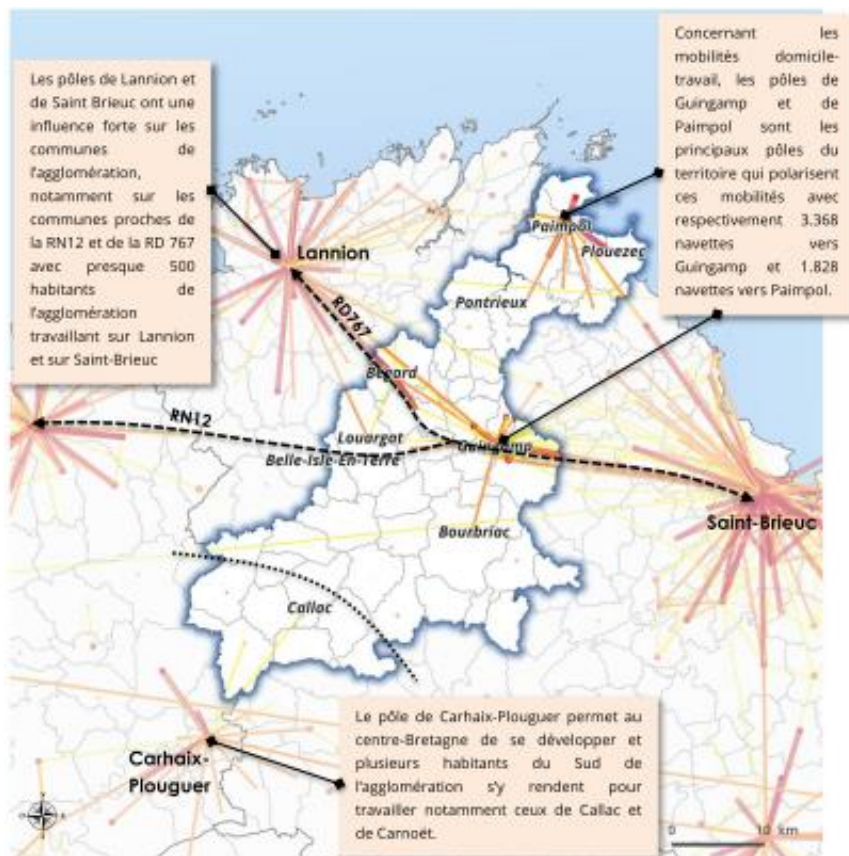 Les pôles de Lannion et
de Saint Brieuc ont une
influence forte sur les
communes de
l'agglomération,
notamment sur les
communes proches de
la RN12 et de la RD 767
avec presque 500
habitants de
l'agglomération
travaillant sur Lannion
et sur Saint-Brieuc
Concernant les
mobilités domicile-
travail, les pôles de
Guingamp et de
Paimpol sont les
principaux pôles du
territoire qui polarisent
ces mobilités avec
respectivement 3.368
navettes vers
Guingamp et 1.828
navettes vers Paimpol.
Lannion
Paimpol
Plouezec
Pontrieux
RD767
Bégard
RN12
Louargat
Guingamp
Belle-Isle-En-Terre
Saint-Brieuc
Bourbriac
Callac
Carhaix-
Plouguer
Le pôle de Carhaix-Plouguer permet au
centre-Bretagne de se développer et
plusieurs habitants du Sud de
l'agglomération s'y rendent pour
travailler notamment ceux de Callac et
de Carnoët.
0 10 km